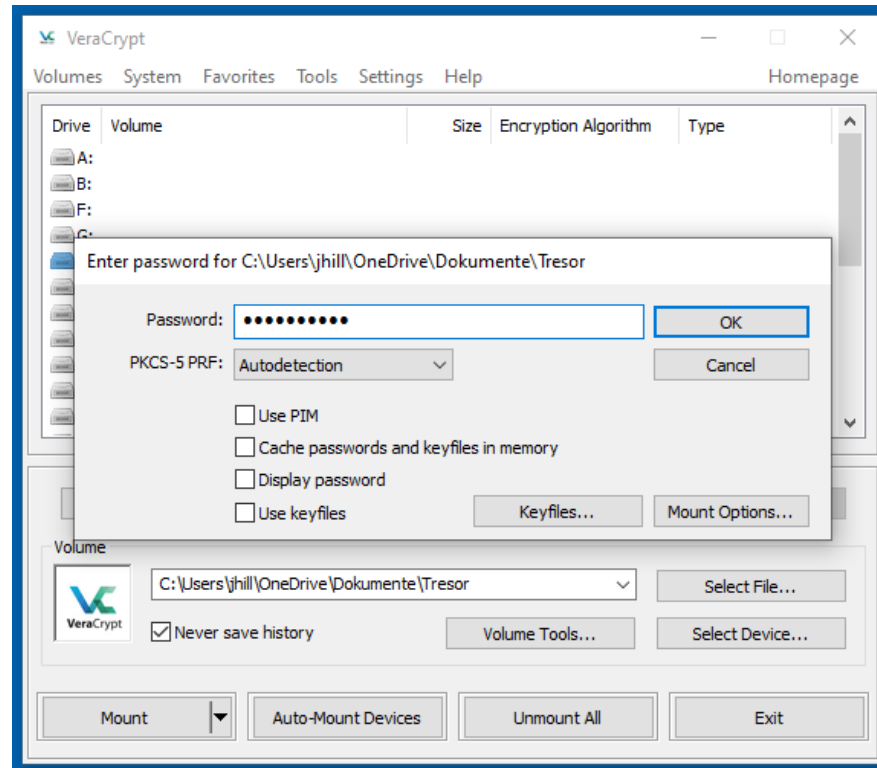 VeraCrypt
Volumes System Favorites Tools Settings Help Homepage
Drive Volume Size Encryption Algorithm Type
A:
B:
F:
G:
Enter password for C:\Users\jhill\OneDrive\Dokumente\Tresor
Password: ●●●●●●●●●● OK
PKCS-5 PRF: Autodetection Cancel
Use PIM
Cache passwords and keyfiles in memory
Display password
Use keyfiles Keyfiles... Mount Options...
Volume
C:\Users\jhill\OneDrive\Dokumente\Tresor Select File...
VeraCrypt Never save history Volume Tools... Select Device...
Mount Auto-Mount Devices Unmount All Exit